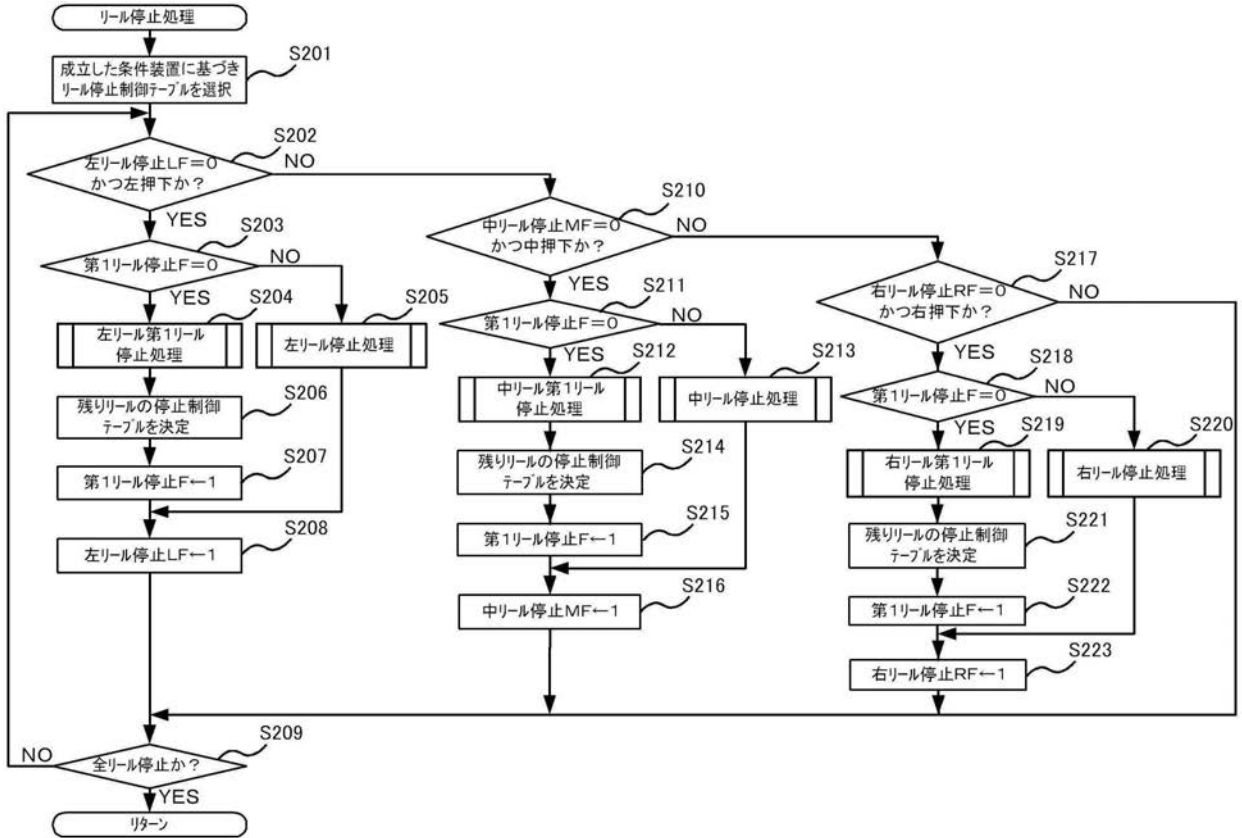 リール停止処理
S201
成立した条件装置に基づき
リール停止制御テーブルを選択
S202
左リール停止LF=0
かつ左押下か?
NO
YES
S203
第1リール停止F=0
NO
YES
S204
左リール第1リール
停止処理
S205
左リール停止処理
S206
残りリールの停止制御
テーブルを決定
S207
第1リール停止F←1
S208
左リール停止LF←1
S209
全リール停止か?
NO
YES
リターン
S210
中リール停止MF=0
かつ中押下か?
NO
YES
S211
第1リール停止F=0
NO
YES
S212
中リール第1リール
停止処理
S213
中リール停止処理
S214
残りリールの停止制御
テーブルを決定
S215
第1リール停止F←1
S216
中リール停止MF←1
S217
右リール停止RF=0
かつ右押下か?
NO
YES
S218
第1リール停止F=0
NO
YES
S219
右リール第1リール
停止処理
S220
右リール停止処理
S221
残りリールの停止制御
テーブルを決定
S222
第1リール停止F←1
S223
右リール停止RF←1